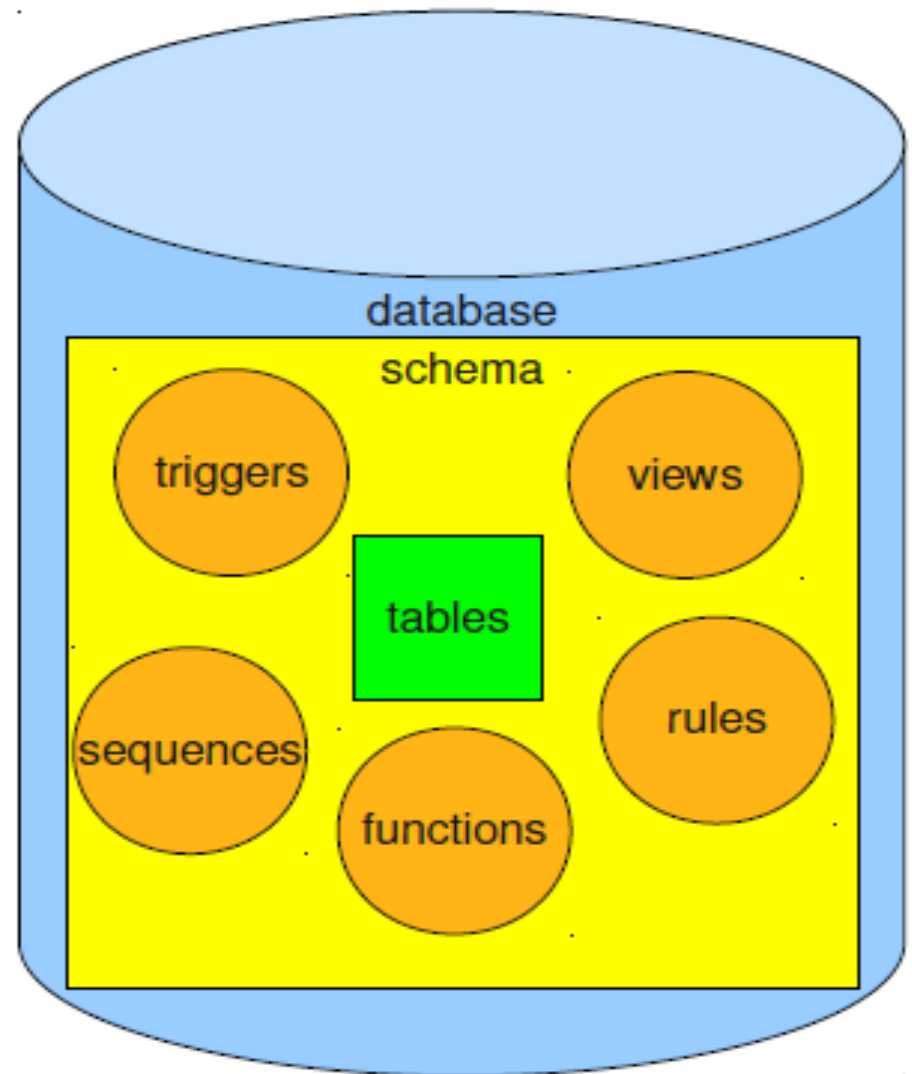 database
schema
triggers
views
tables
rules
sequences
functions